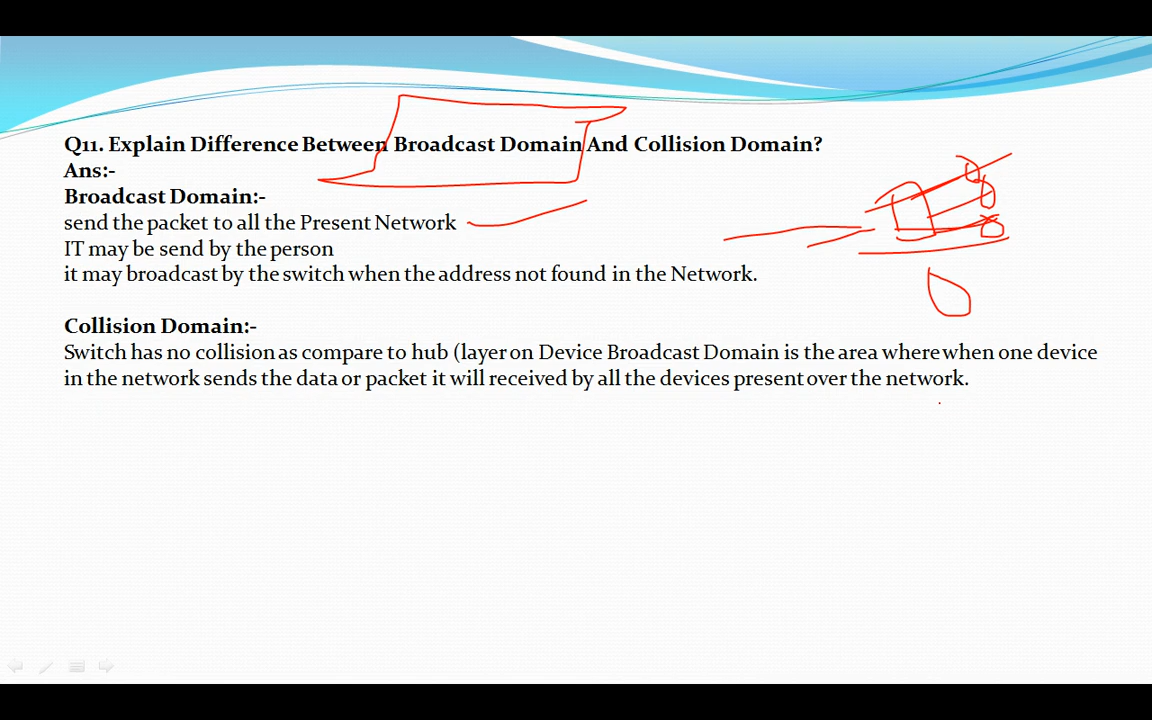 Q11. Explain Difference Between Broadcast Domain And Collision Domain?
Ans:-
Broadcast Domain:-
send the packet to all the Present Network
IT may be send by the person
it may broadcast by the switch when the address not found in the Network.
Collision Domain:-
Switch has no collision as compare to hub (layer on Device Broadcast Domain is the area where when one device
in the network sends the data or packet it will received by all the devices present over the network.